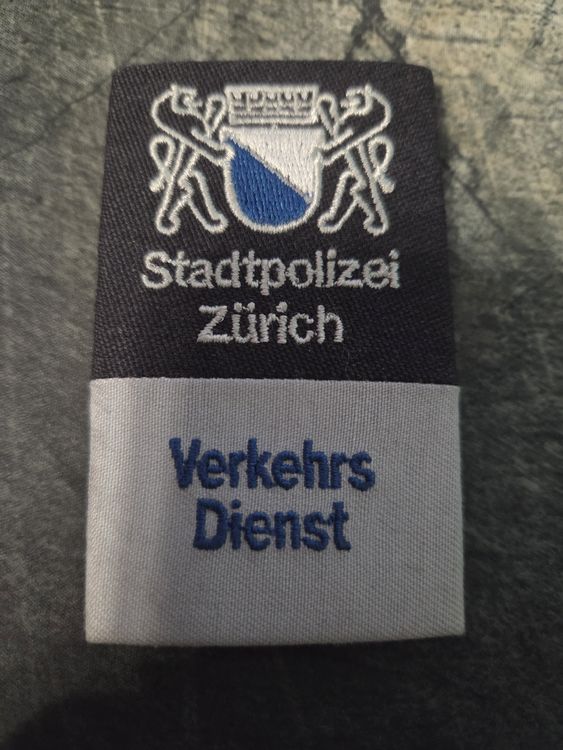 Stadtpolizei
Zürich
Verkehrs
Dienst